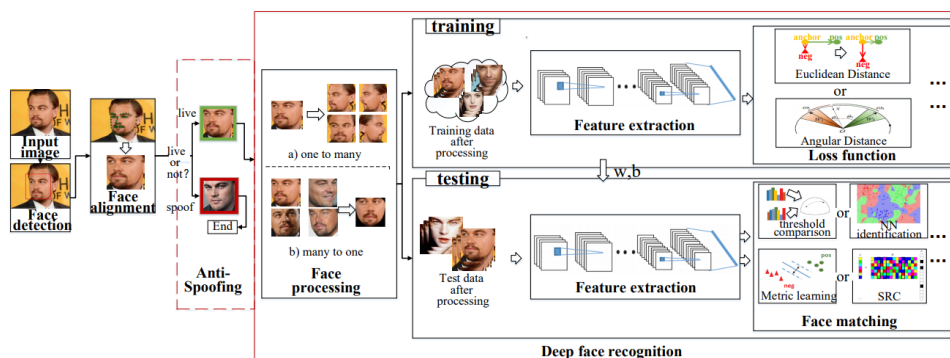 Input image
Face
detection
Face
alignment
live
live
or
not?
spoof
End
Anti-
Spoofing
a) one to many
b) many to one
Face
processing
training
Training data
after
processing
Feature extraction
anchor
pos
neg
anchor
pos
neg
Euclidean Distance
or
Angular Distance
Loss function
w,b
testing
Test data
after
processing
Feature extraction
threshold
comparison
or
NN
identification
pos
neg
Metric learning
or
SRC
Face matching
Deep face recognition